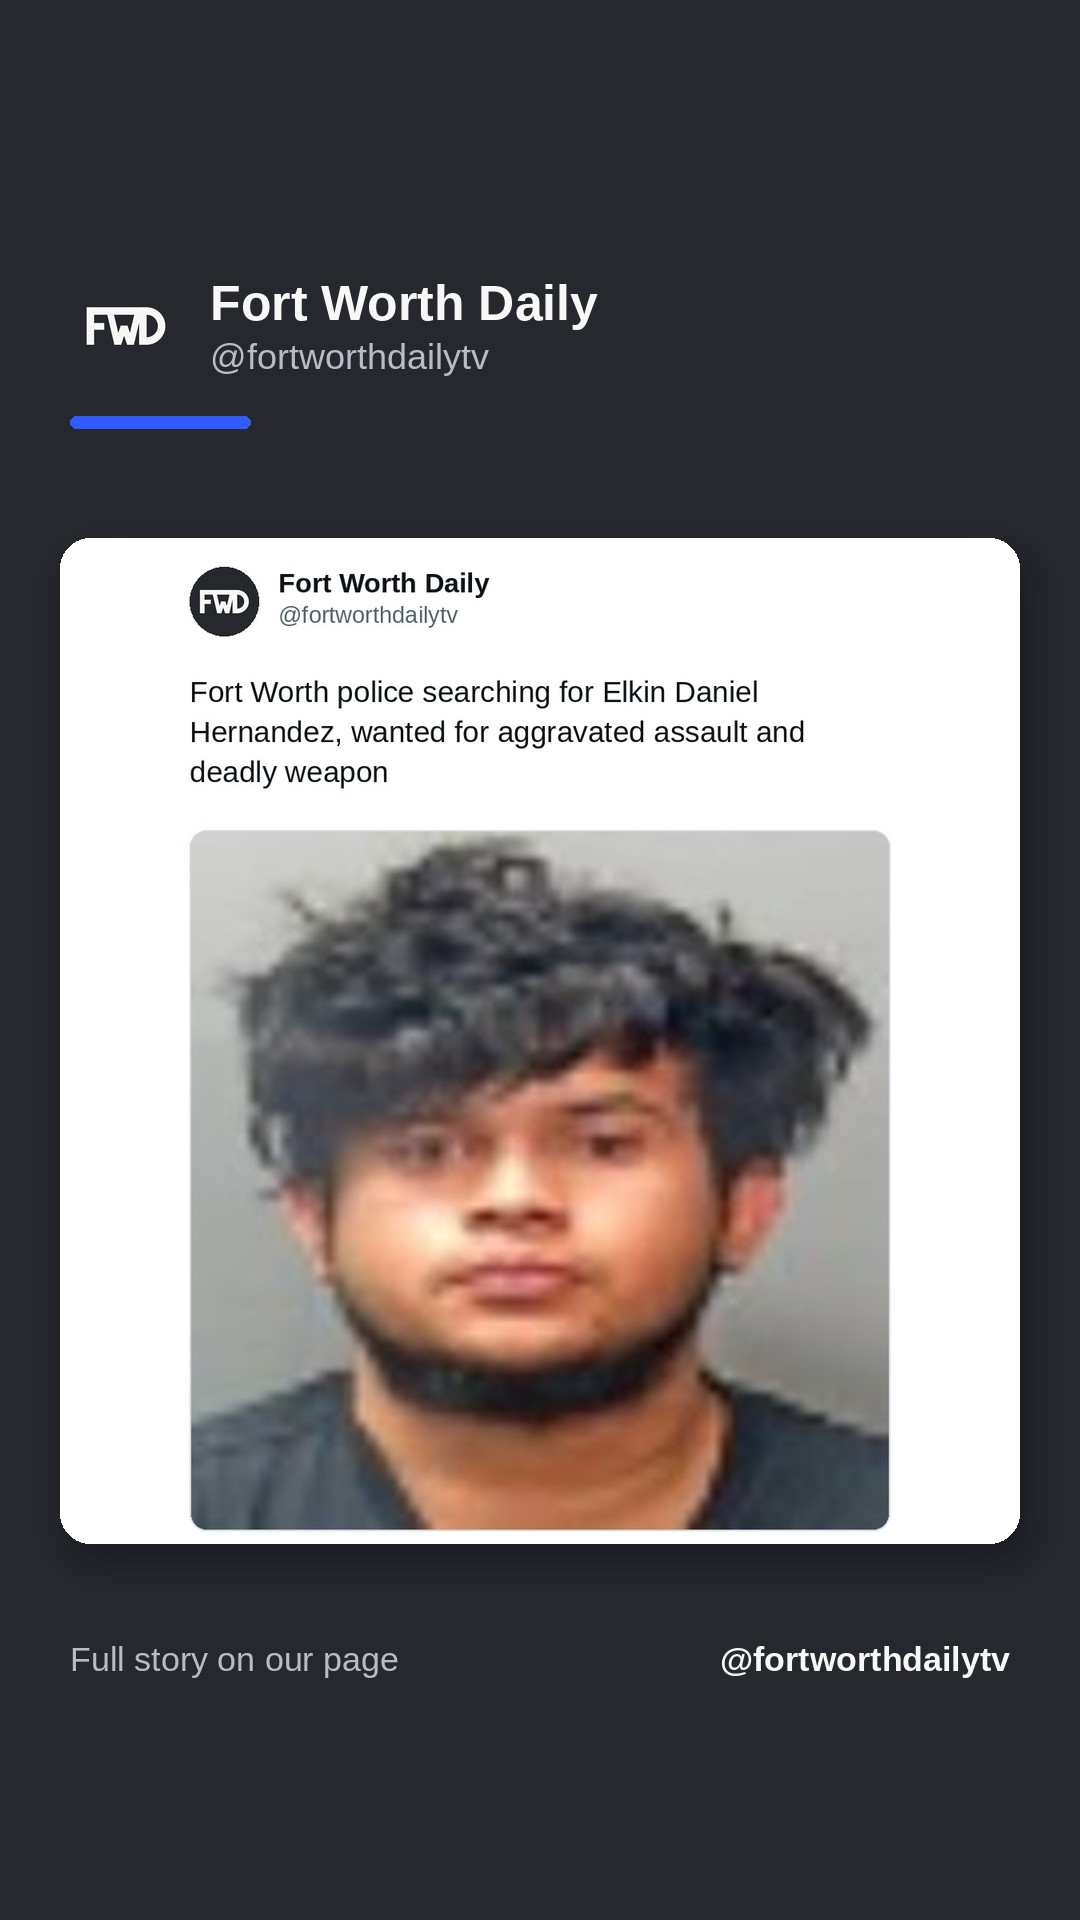 FWD
Fort Worth Daily
@fortworthdailytv
FWD
Fort Worth Daily
@fortworthdailytv
Fort Worth police searching for Elkin Daniel
Hernandez, wanted for aggravated assault and
deadly weapon
Full story on our page
@fortworthdailytv